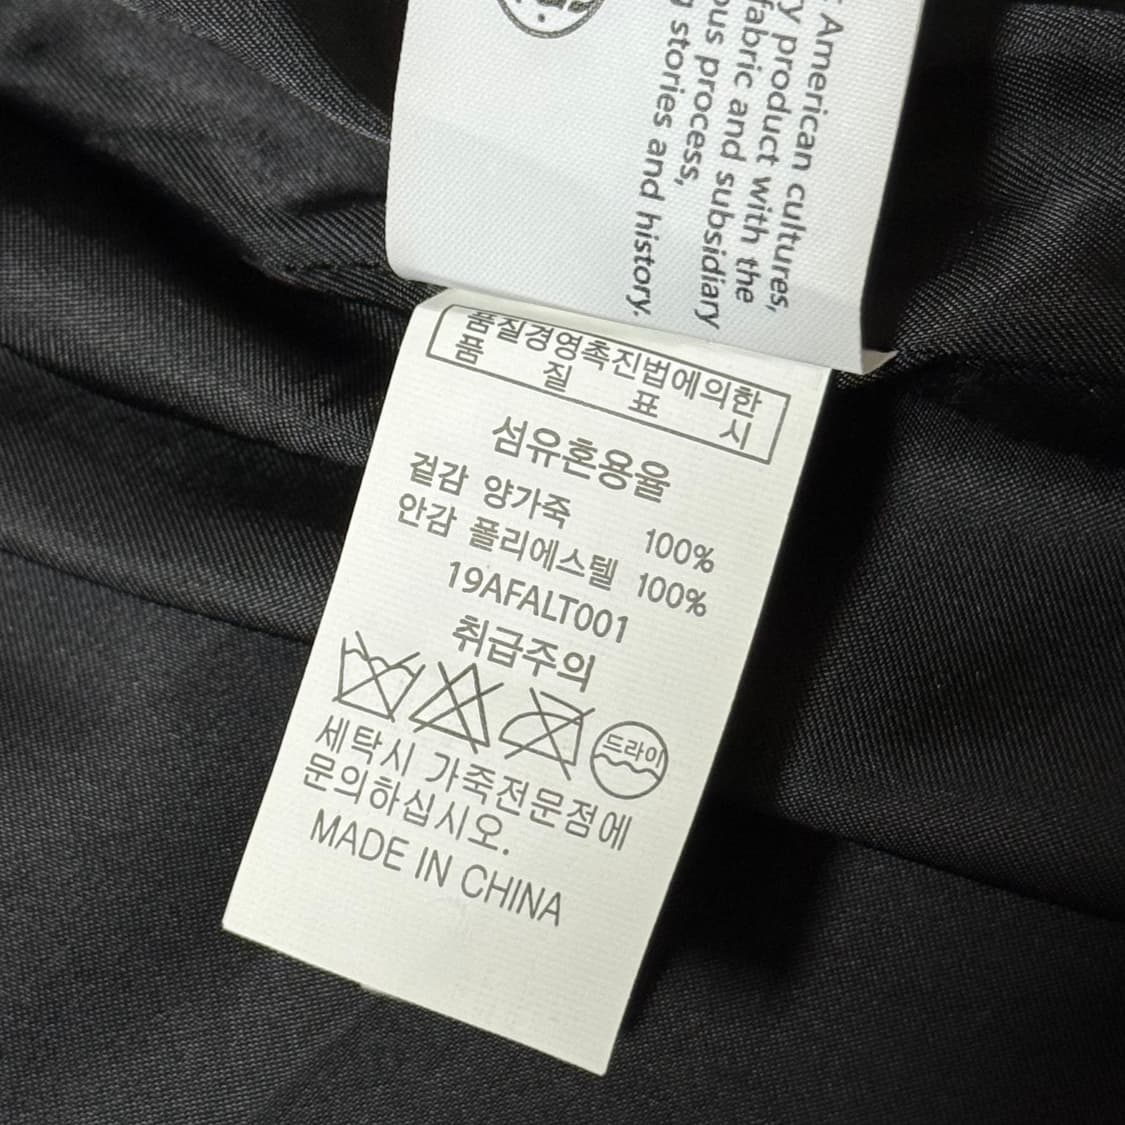 American cultures,
product with the
fabric and subsidiary
process,
stories and history.
품질경영촉진법에의한
품 질 표 시
섬유혼용율
겉감 양가죽 100%
안감 폴리에스텔 100%
19AFALT001
취급주의
드라이
세탁시 가죽전문점에
문의하십시오.
MADE IN CHINA